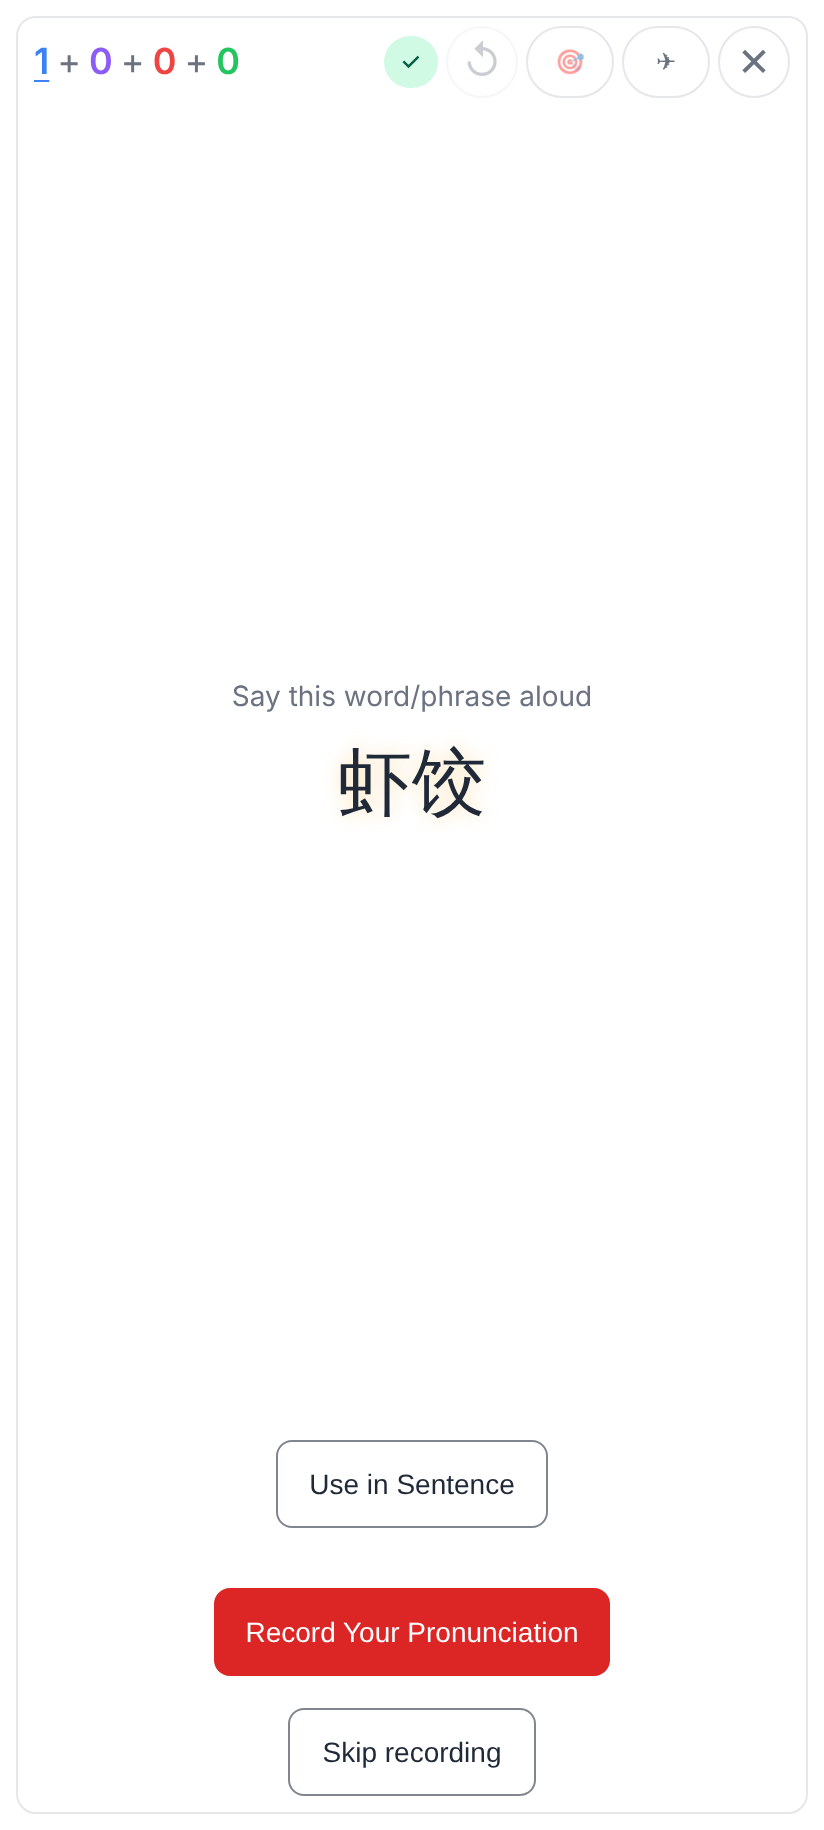 1 + 0 + 0 + 0
Say this word/phrase aloud
虾饺
Use in Sentence
Record Your Pronunciation
Skip recording